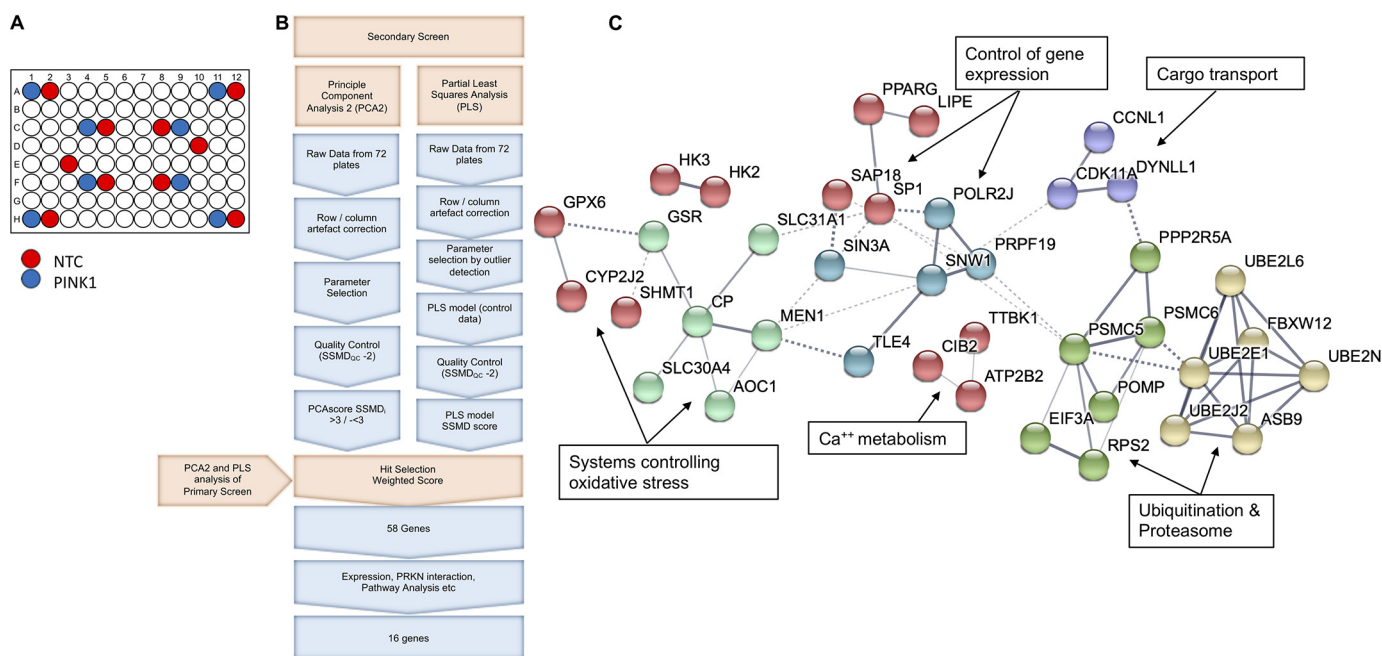 A
1 2 3 4 5 6 7 8 9 10 11 12
A
B
C
D
E
F
G
H
NTC
PINK1
B
Secondary Screen
Principle
Component
Analysis 2 (PCA2)
Partial Least
Squares Analysis
(PLS)
Raw Data from 72
plates
Row / column
artefact correction
Parameter
Selection
Quality Control
(SSMDQC -2)
PCAscore SSMDi
>3 / -<3
Raw Data from 72
plates
Row / column
artefact correction
Parameter
selection by outlier
detection
PLS model (control
data)
Quality Control
(SSMDQC -2)
PLS model
SSMD score
PCA2 and PLS
analysis of
Primary Screen
Hit Selection
Weighted Score
58 Genes
Expression, PRKN interaction,
Pathway Analysis etc
16 genes
C
Control of gene
expression
Cargo transport
PPARG
LIPE
CCNL1
HK3
HK2
SAP18
SP1
POLR2J
CDK11A
DYNLL1
GPX6
GSR
SLC31A1
SIN3A
SNW1
PRPF19
PPP2R5A
CYP2J2
SHMT1
CP
MEN1
TLE4
TTBK1
CIB2
ATP2B2
PSMC5
PSMC6
UBE2L6
FBXW12
UBE2E1
UBE2N
SLC30A4
AOC1
POMP
UBE2J2
ASB9
EIF3A
RPS2
Ca++ metabolism
Systems controlling
oxidative stress
Ubiquitination &
Proteasome